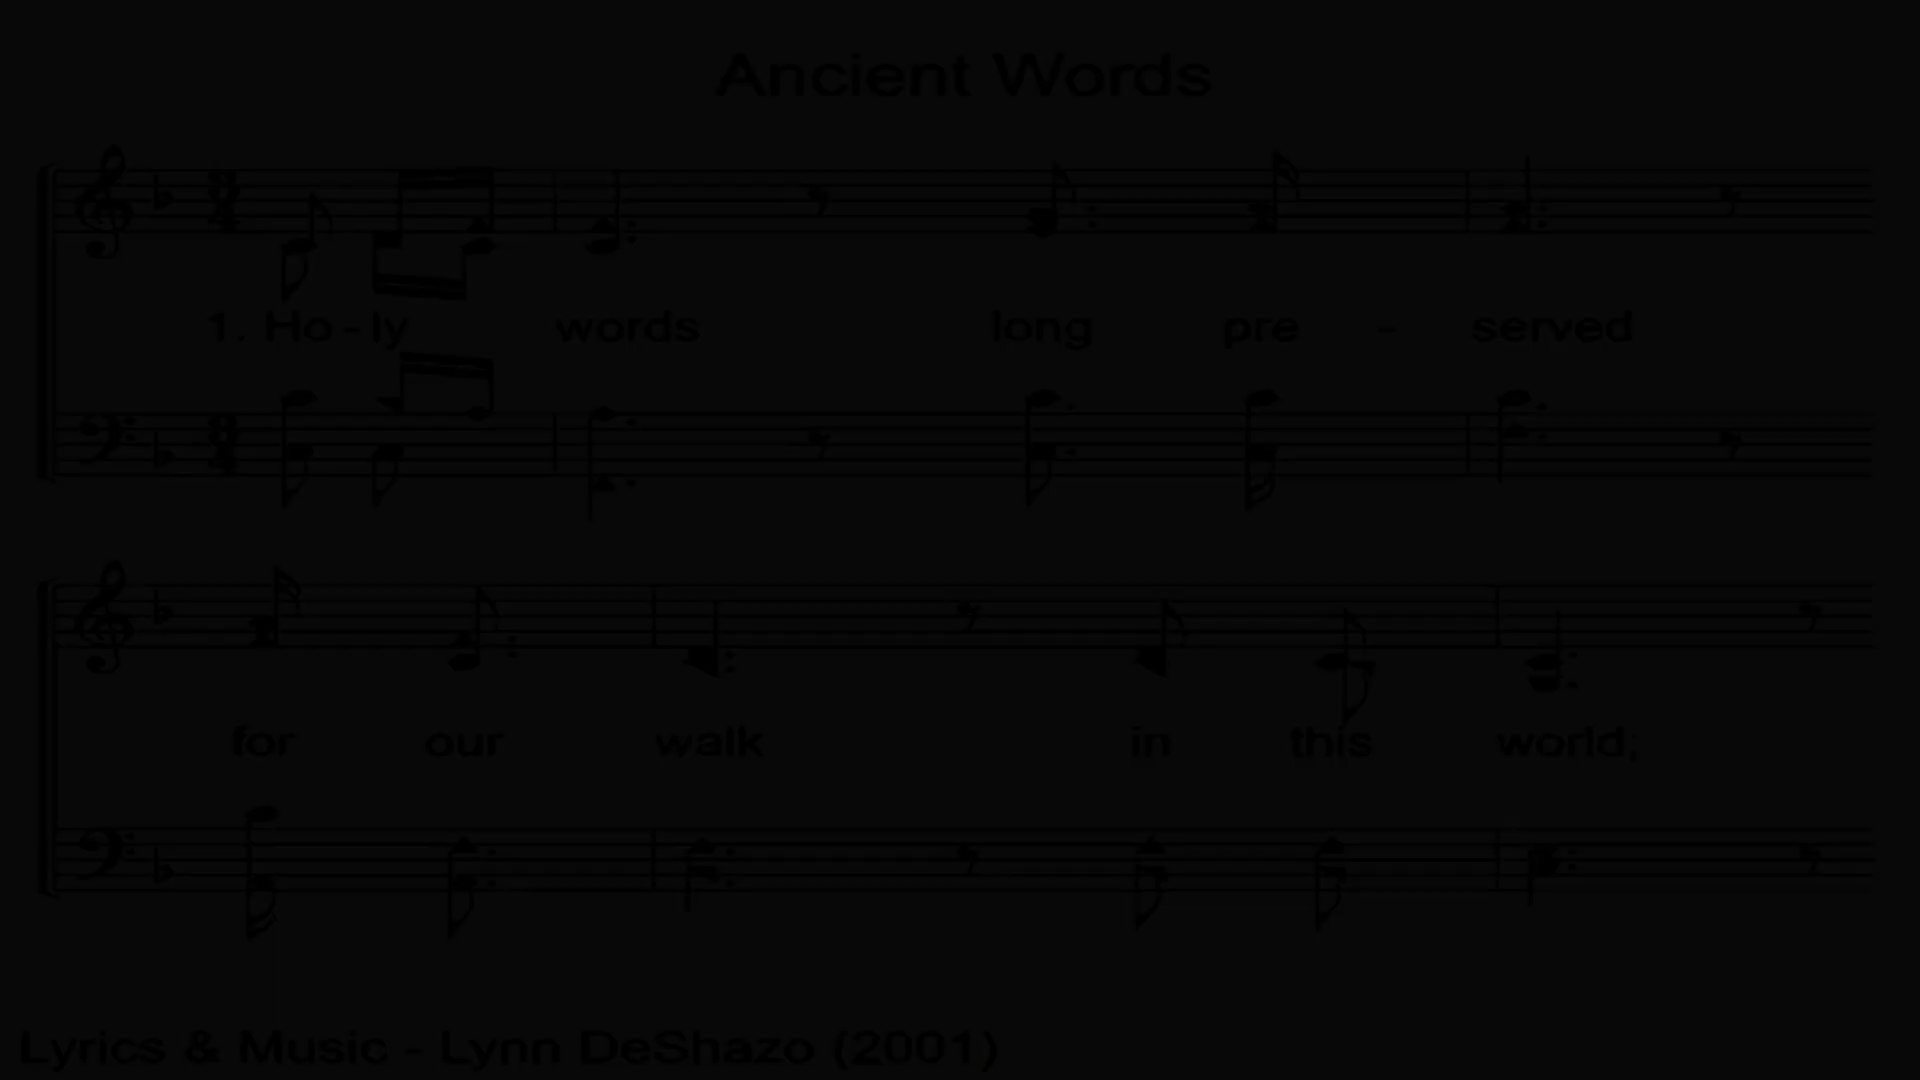 Ancient Words
1. Ho - ly words long pre - served
for our walk in this world;
Lyrics & Music - Lynn DeShazo (2001)